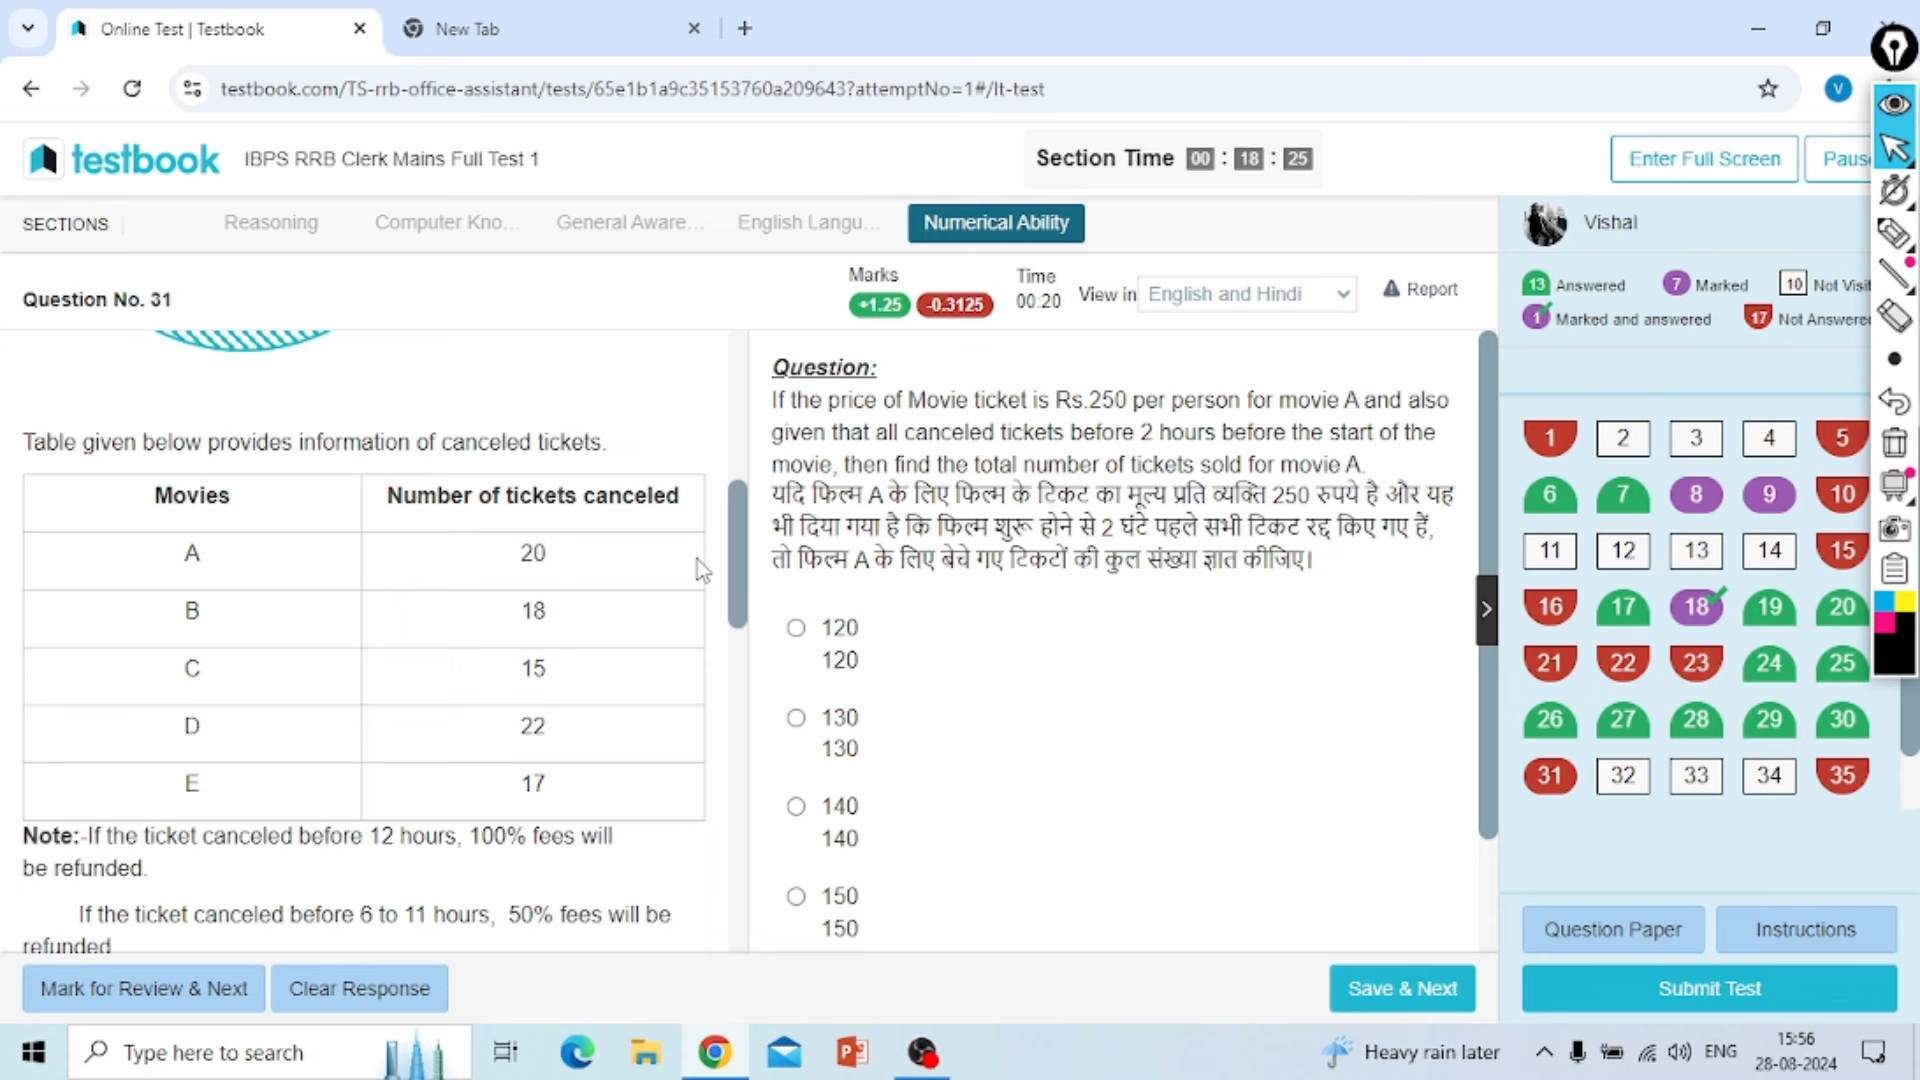 Online Test | Testbook
New Tab
testbook.com/TS-rrb-office-assistant/tests/65e1b1a9c35153760a209643?attemptNo=1#/lt-test
V
testbook
IBPS RRB Clerk Mains Full Test 1
Section Time 00 : 18 : 25
Enter Full Screen
SECTIONS
Reasoning
Computer Kno...
General Aware...
English Langu...
Numerical Ability
Vishal
Question No. 31
Marks
+1.25 -0.3125
Time
00:20
View in English and Hindi
Report
13 Answered
7 Marked
10
1 Marked and answered
17
Table given below provides information of canceled tickets.
Movies Number of tickets canceled
A 20
B 18
C 15
D 22
E 17
Note:-If the ticket canceled before 12 hours, 100% fees will
be refunded.
If the ticket canceled before 6 to 11 hours, 50% fees will be
refunded
Question:
If the price of Movie ticket is Rs.250 per person for movie A and also
given that all canceled tickets before 2 hours before the start of the
movie, then find the total number of tickets sold for movie A.
यदि फिल्म A के लिए फिल्म के टिकट का मूल्य प्रति व्यक्ति 250 रुपये है और यह
भी दिया गया है कि फिल्म शुरू होने से 2 घंटे पहले सभी टिकट रद्द किए गए हैं,
तो फिल्म A के लिए बेचे गए टिकटों की कुल संख्या ज्ञात कीजिए।
120
120
130
130
140
140
150
150
1 2 3 4 5
6 7 8 9 10
11 12 13 14 15
16 17 18 19 20
21 22 23 24 25
26 27 28 29 30
31 32 33 34 35
Question Paper
Instructions
Mark for Review & Next
Clear Response
Save & Next
Submit Test
Type here to search
Heavy rain later
ENG
15:56
28-08-2024